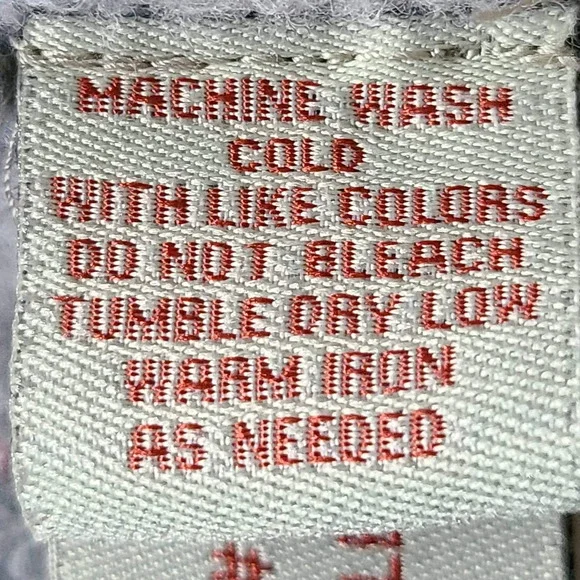 MACHINE WASH
COLD
WITH LIKE COLORS
DO NOT BLEACH
TUMBLE DRY LOW
WARM IRON
AS NEEDED